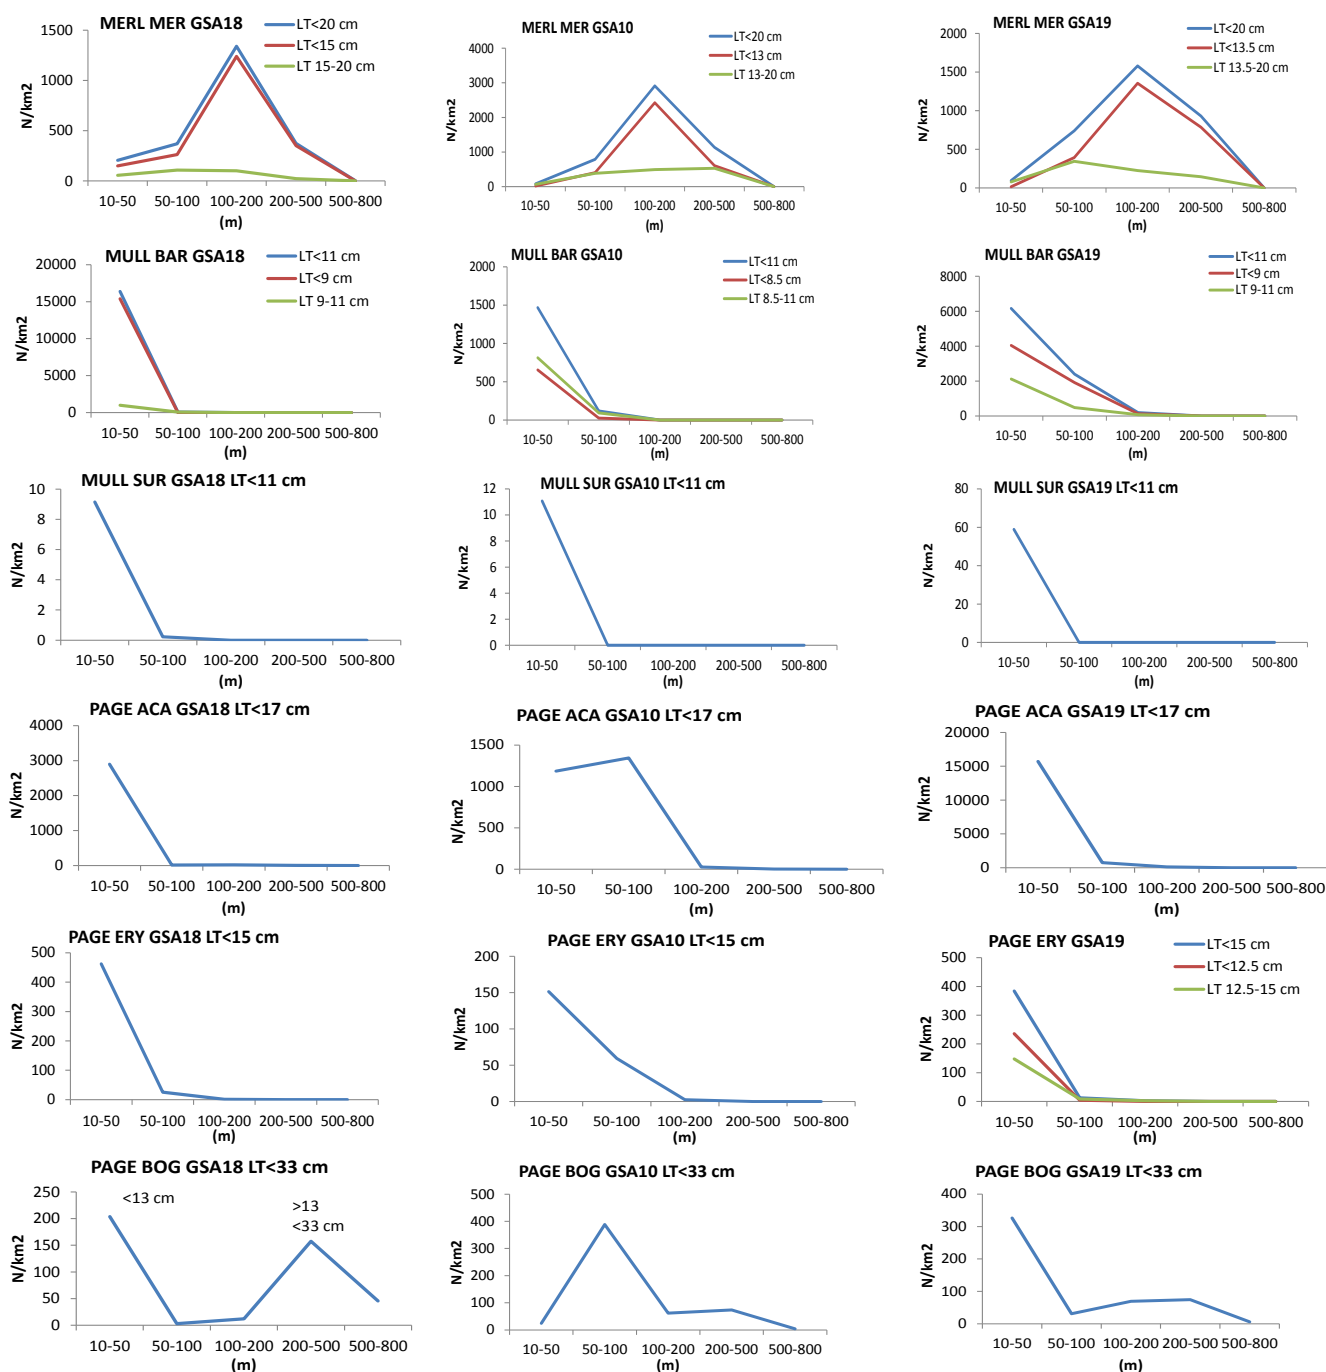 MERL MER GSA18
LT<20 cm
LT<15 cm
LT 15-20 cm
N/km2
1500
1000
500
0
10-50 50-100 100-200 200-500 500-800
(m)
MERL MER GSA10
LT<20 cm
LT<13 cm
LT 13-20 cm
N/km2
4000
3000
2000
1000
0
10-50 50-100 100-200 200-500 500-800
(m)
MERL MER GSA19
LT<20 cm
LT<13.5 cm
LT 13.5-20 cm
N/km2
2000
1500
1000
500
0
10-50 50-100 100-200 200-500 500-800
(m)
MULL BAR GSA18
LT<11 cm
LT<9 cm
LT 9-11 cm
N/km2
20000
15000
10000
5000
0
10-50 50-100 100-200 200-500 500-800
(m)
MULL BAR GSA10
LT<11 cm
LT<8.5 cm
LT 8.5-11 cm
N/km2
2000
1500
1000
500
0
10-50 50-100 100-200 200-500 500-800
(m)
MULL BAR GSA19
LT<11 cm
LT<9 cm
LT 9-11 cm
N/km2
8000
6000
4000
2000
0
10-50 50-100 100-200 200-500 500-800
(m)
MULL SUR GSA18 LT<11 cm
N/km2
10
8
6
4
2
0
10-50 50-100 100-200 200-500 500-800
(m)
MULL SUR GSA10 LT<11 cm
N/km2
12
10
8
6
4
2
0
10-50 50-100 100-200 200-500 500-800
(m)
MULL SUR GSA19 LT<11 cm
N/km2
80
60
40
20
0
10-50 50-100 100-200 200-500 500-800
(m)
PAGE ACA GSA18 LT<17 cm
N/km2
4000
3000
2000
1000
0
10-50 50-100 100-200 200-500 500-800
(m)
PAGE ACA GSA10 LT<17 cm
N/km2
1500
1000
500
0
10-50 50-100 100-200 200-500 500-800
(m)
PAGE ACA GSA19 LT<17 cm
N/km2
20000
15000
10000
5000
0
10-50 50-100 100-200 200-500 500-800
(m)
PAGE ERY GSA18 LT<15 cm
N/km2
500
400
300
200
100
0
10-50 50-100 100-200 200-500 500-800
(m)
PAGE ERY GSA10 LT<15 cm
N/km2
200
150
100
50
0
10-50 50-100 100-200 200-500 500-800
(m)
PAGE ERY GSA19
LT<15 cm
LT<12.5 cm
LT 12.5-15 cm
N/km2
500
400
300
200
100
0
10-50 50-100 100-200 200-500 500-800
(m)
PAGE BOG GSA18 LT<33 cm
<13 cm
>13
<33 cm
N/km2
250
200
150
100
50
0
10-50 50-100 100-200 200-500 500-800
(m)
PAGE BOG GSA10 LT<33 cm
N/km2
500
400
300
200
100
0
10-50 50-100 100-200 200-500 500-800
(m)
PAGE BOG GSA19 LT<33 cm
N/km2
400
300
200
100
0
10-50 50-100 100-200 200-500 500-800
(m)